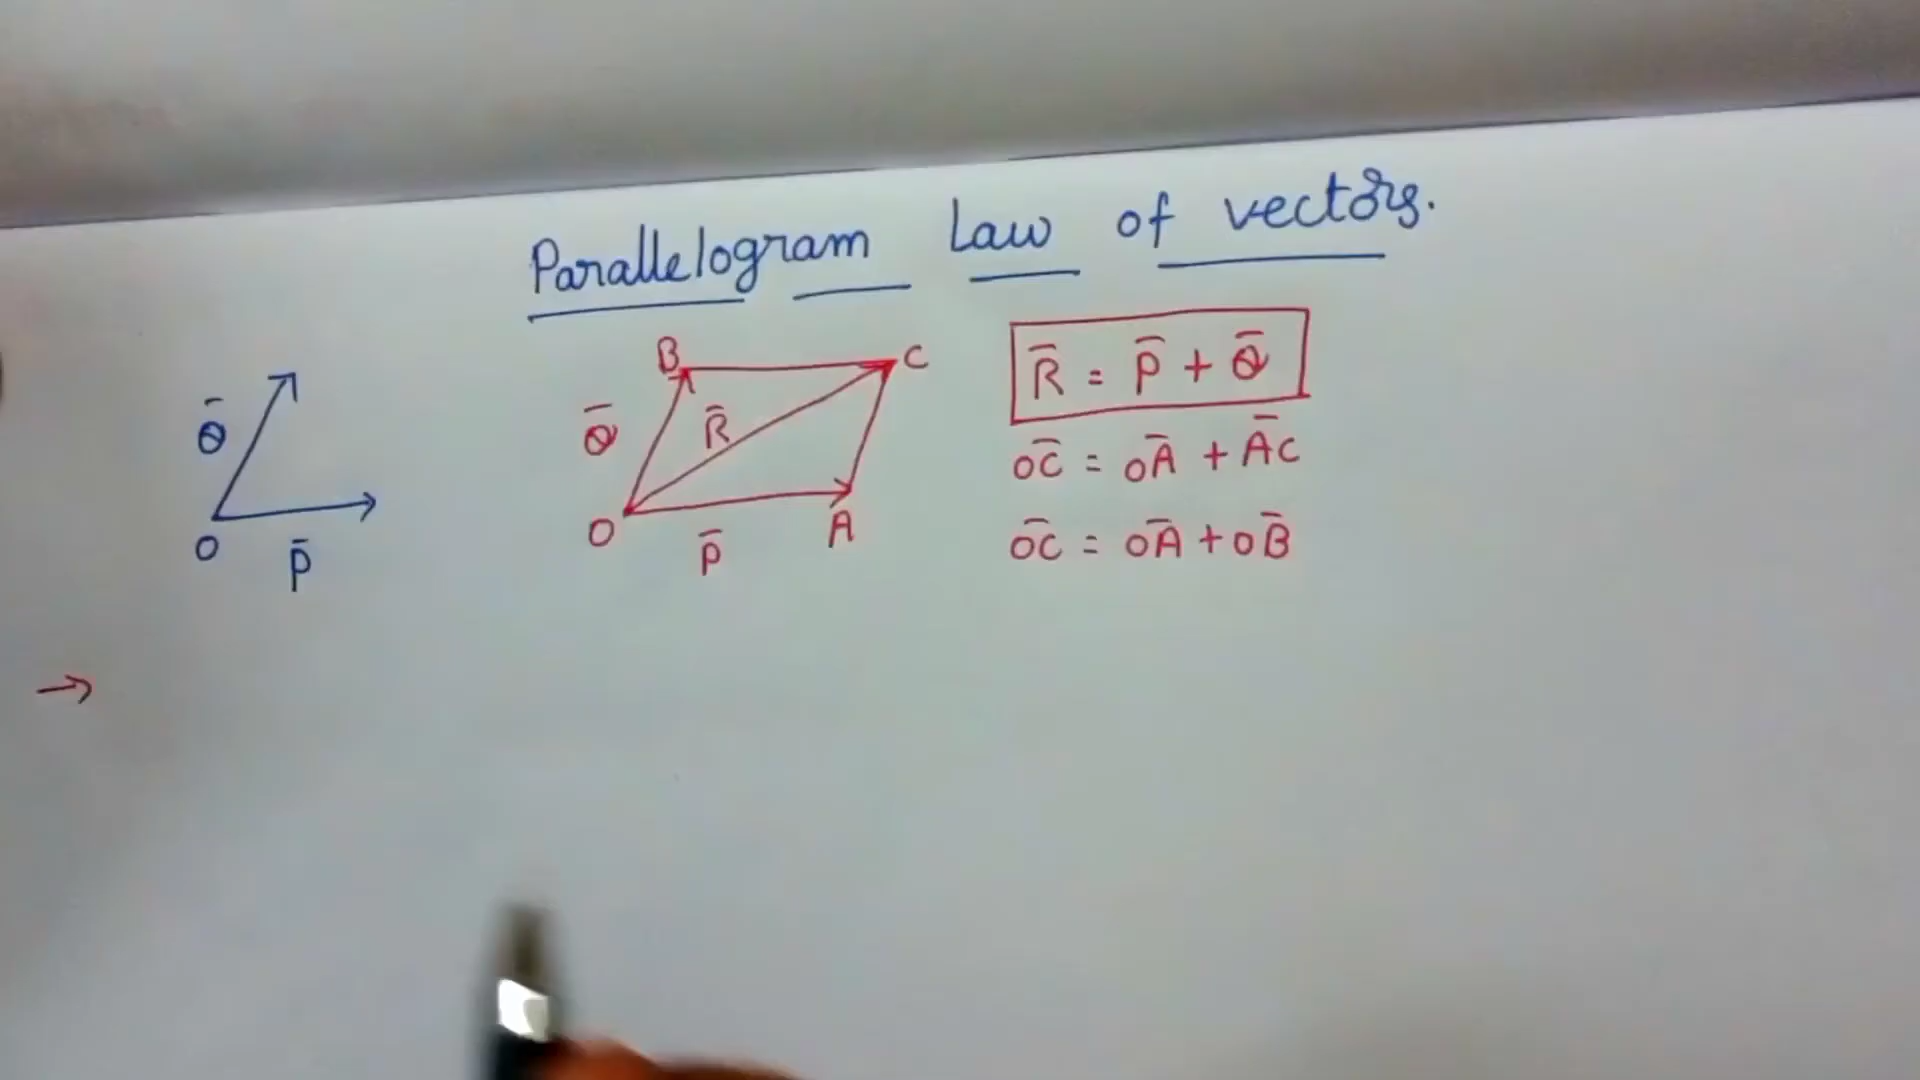 Parallelogram Law of vectors.
B
C
R̄ = P̄ + Q̄
Q̄
Q̄
R̄
OC̄ = OĀ + ĀC
O
P̄
O
P̄
A
OC̄ = OĀ + OB̄
→